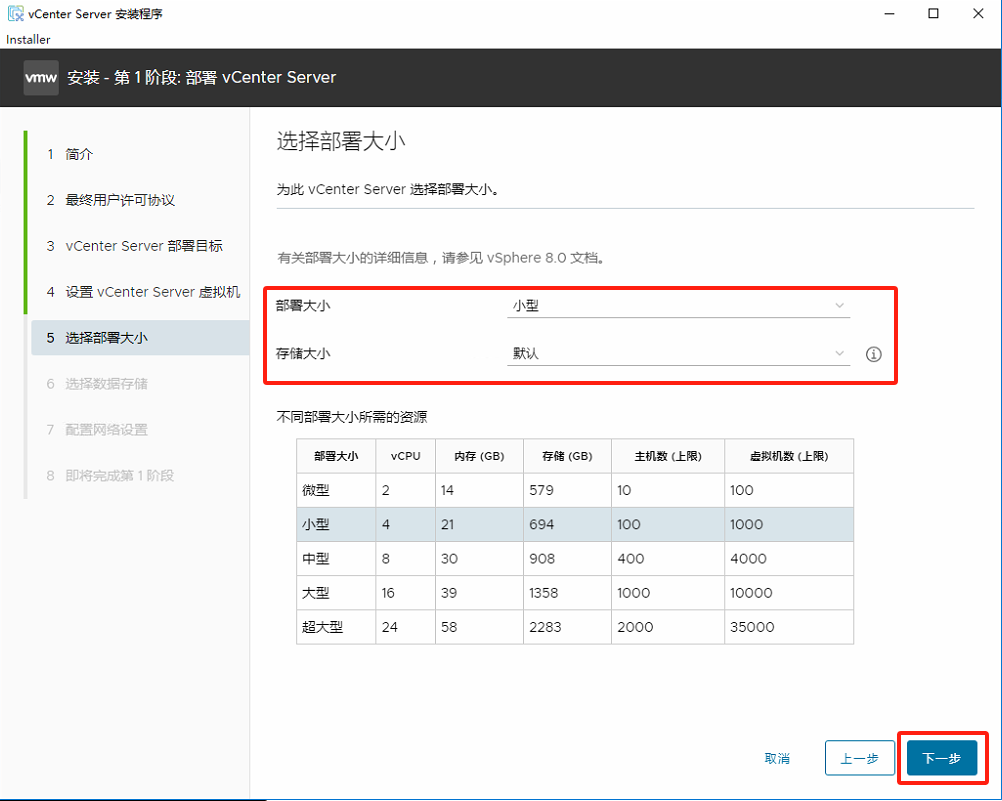 vCenter Server 安装程序
Installer
vmw 安装 - 第 1 阶段: 部署 vCenter Server
1 简介
2 最终用户许可协议
3 vCenter Server 部署目标
4 设置 vCenter Server 虚拟机
5 选择部署大小
6 选择数据存储
7 配置网络设置
8 即将完成第 1 阶段
选择部署大小
为此 vCenter Server 选择部署大小。
有关部署大小的详细信息，请参见 vSphere 8.0 文档。
部署大小 小型
存储大小 默认
不同部署大小所需的资源
部署大小 vCPU 内存 (GB) 存储 (GB) 主机数 (上限) 虚拟机数 (上限)
微型 2 14 579 10 100
小型 4 21 694 100 1000
中型 8 30 908 400 4000
大型 16 39 1358 1000 10000
超大型 24 58 2283 2000 35000
取消 上一步 下一步